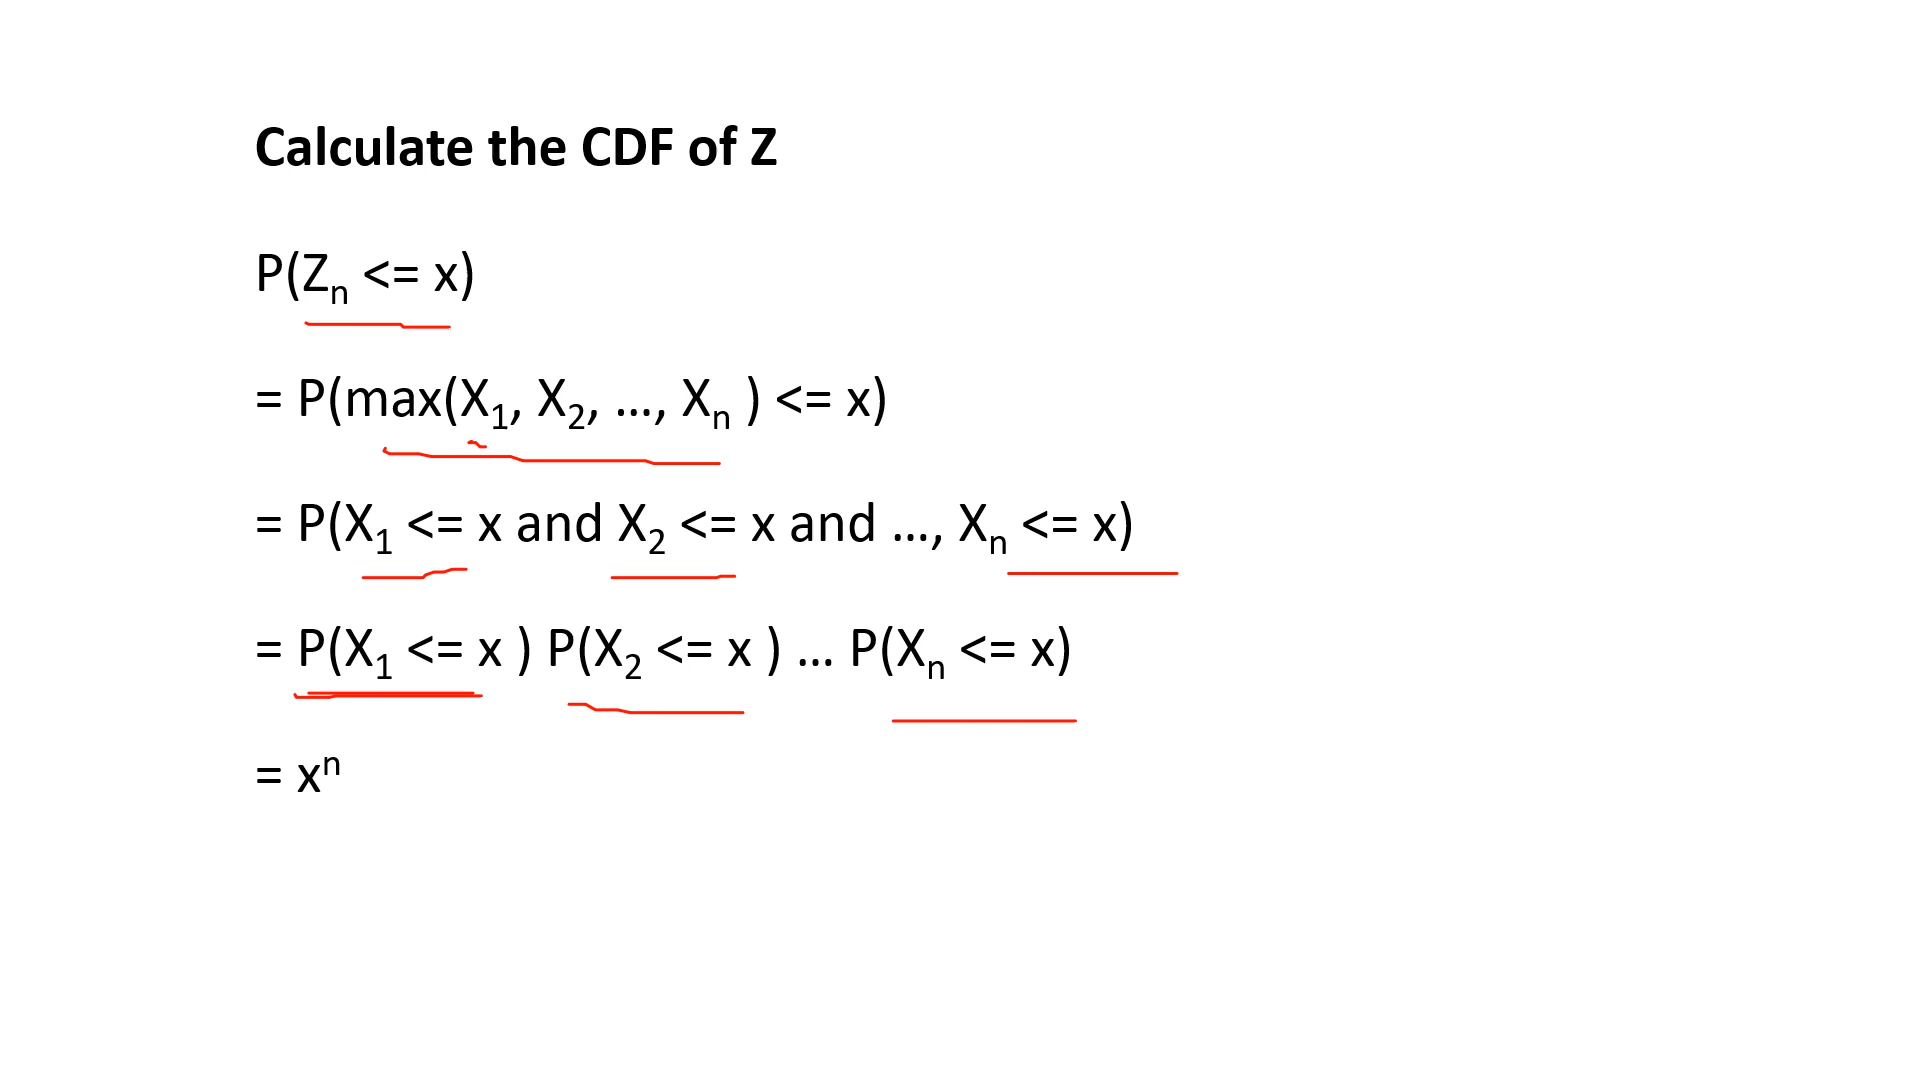 Calculate the CDF of Z
P(Zₙ <= x)
= P(max(X₁, X₂, …, Xₙ ) <= x)
= P(X₁ <= x and X₂ <= x and …, Xₙ <= x)
= P(X₁ <= x ) P(X₂ <= x ) … P(Xₙ <= x)
= xⁿ